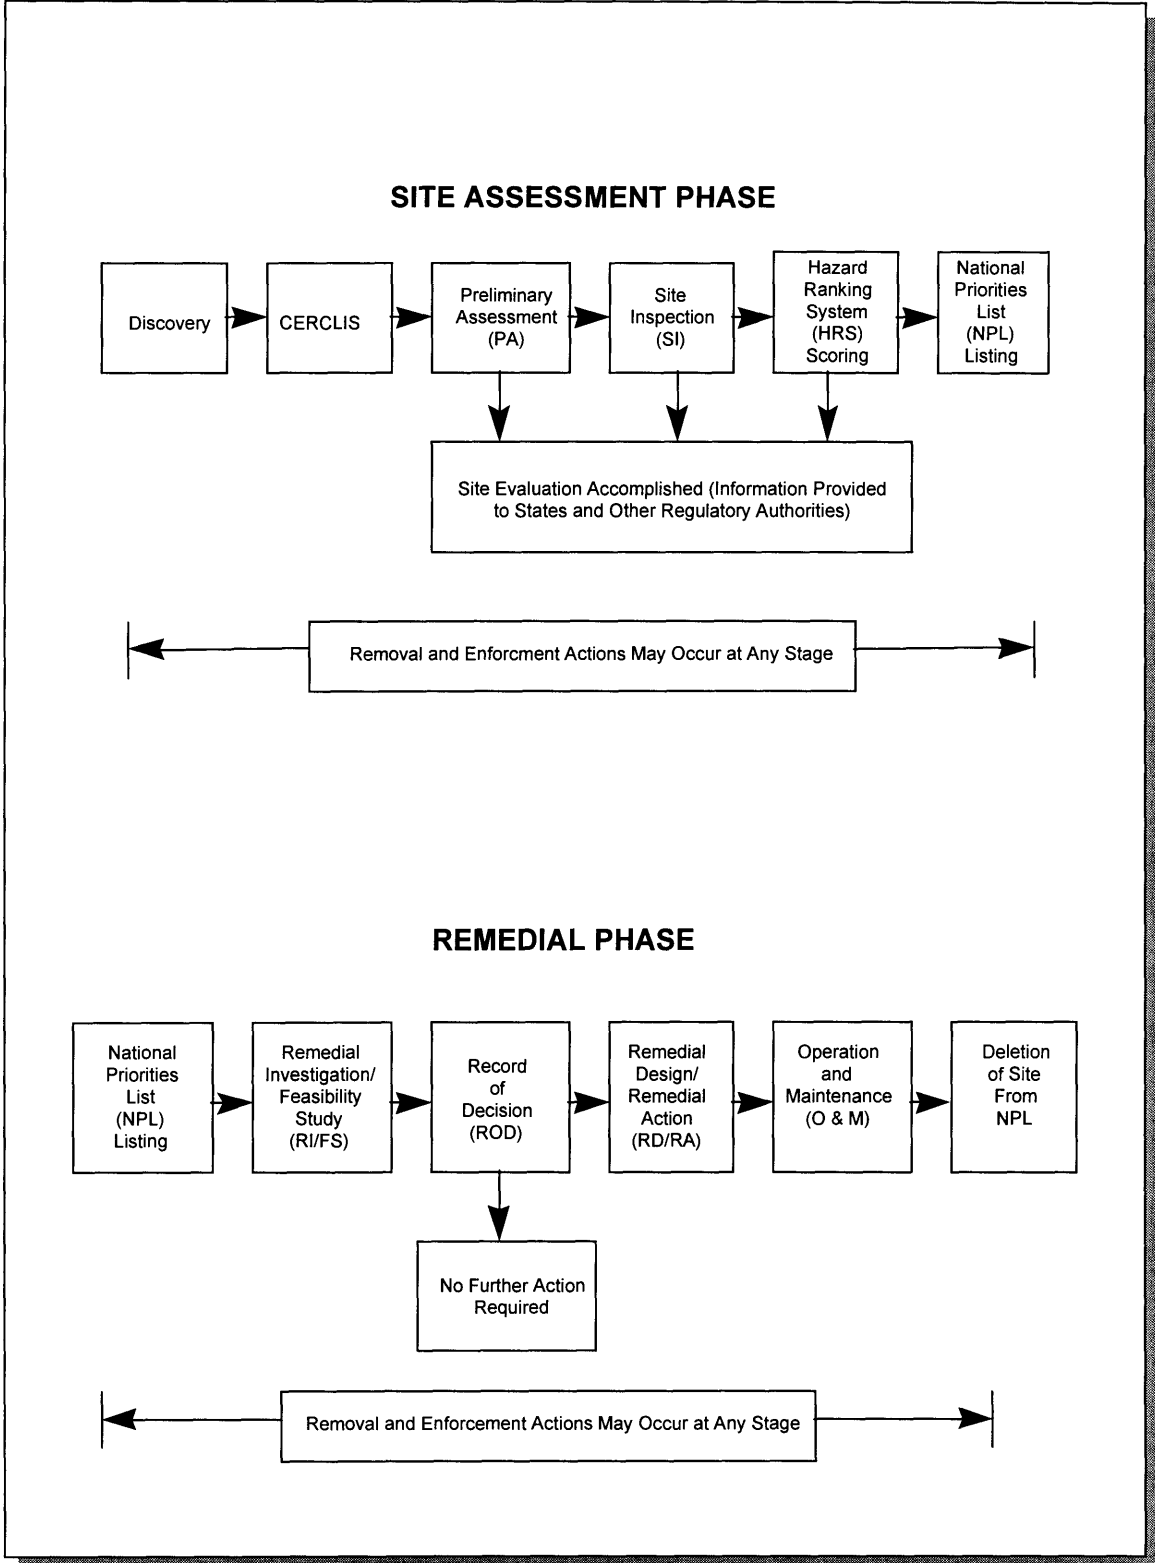 SITE ASSESSMENT PHASE
Discovery
CERCLIS
Preliminary
Assessment
(PA)
Site
Inspection
(SI)
Hazard
Ranking
System
(HRS)
Scoring
National
Priorities
List
(NPL)
Listing
Site Evaluation Accomplished (Information Provided
to States and Other Regulatory Authorities)
Removal and Enforcment Actions May Occur at Any Stage
REMEDIAL PHASE
National
Priorities
List
(NPL)
Listing
Remedial
Investigation/
Feasibility
Study
(RI/FS)
Record
of
Decision
(ROD)
Remedial
Design/
Remedial
Action
(RD/RA)
Operation
and
Maintenance
(O & M)
Deletion
of Site
From
NPL
No Further Action
Required
Removal and Enforcement Actions May Occur at Any Stage